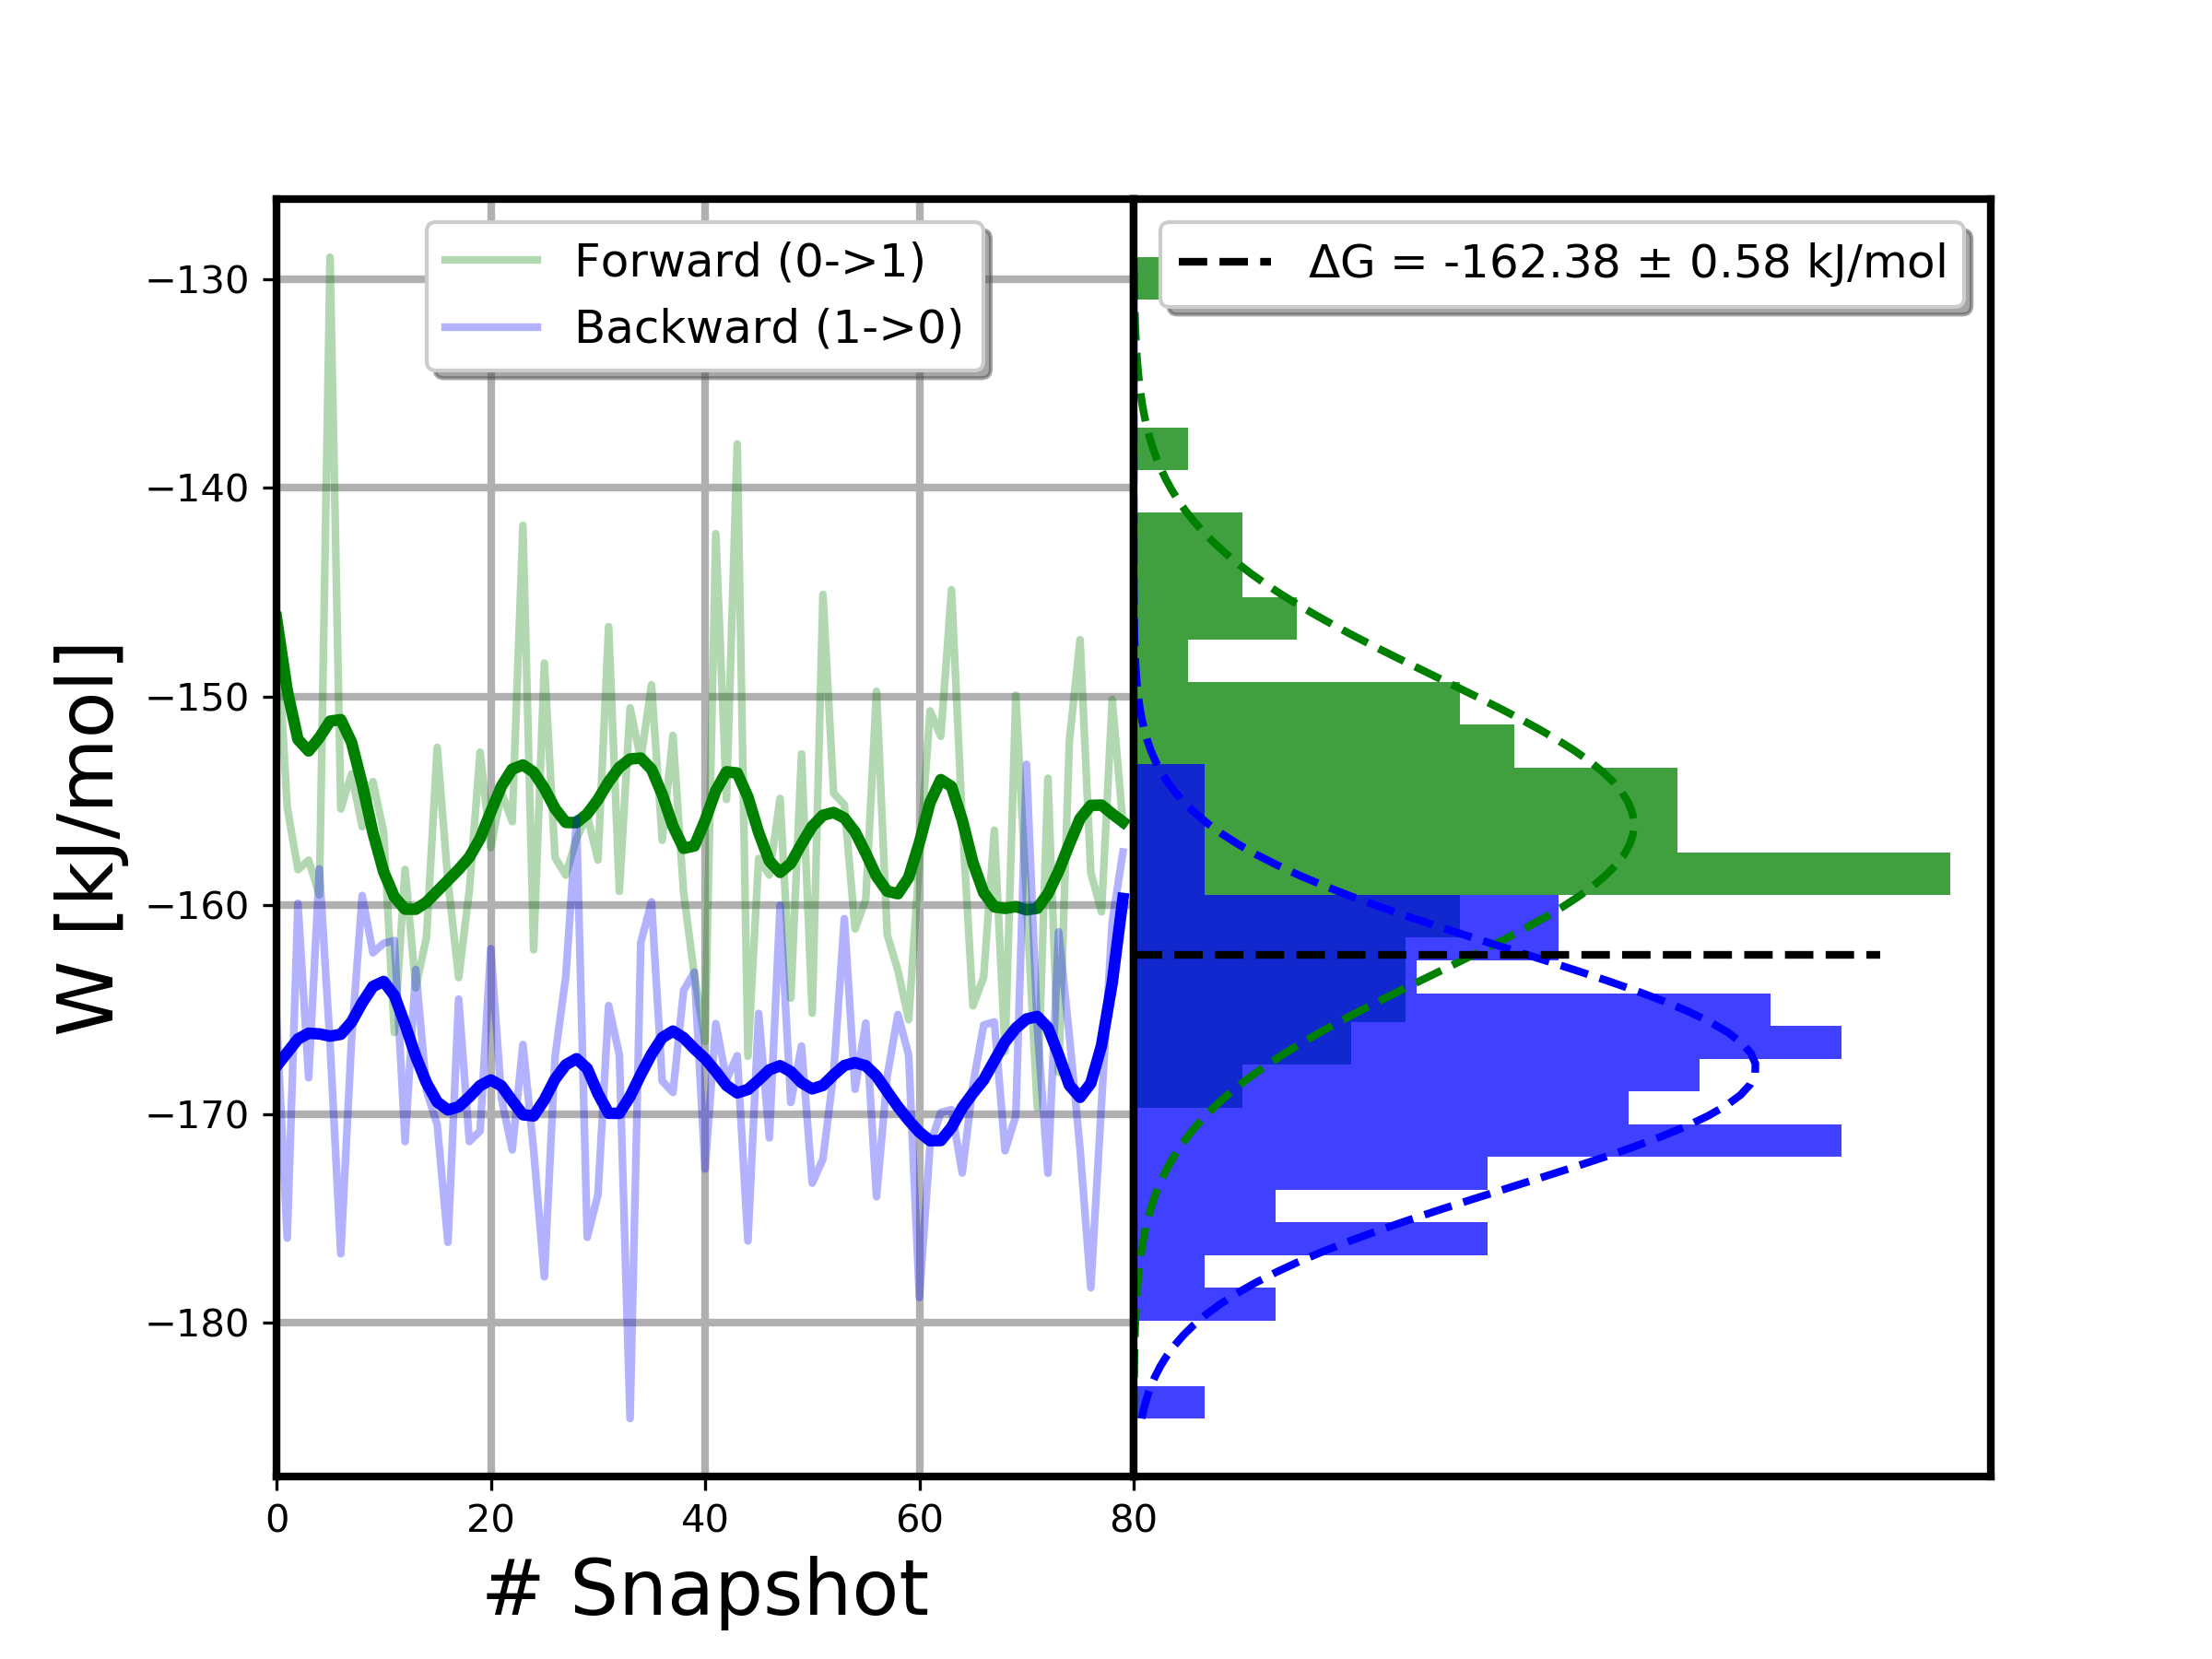 Forward (0->1)
Backward (1->0)
ΔG = -162.38 ± 0.58 kJ/mol
W [kJ/mol]
−130
−140
−150
−160
−170
−180
0 20 40 60 80
# Snapshot